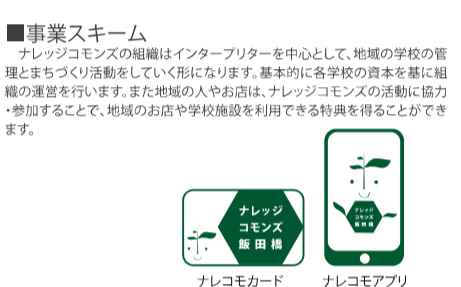 ■事業スキーム
ナレッジコモンズの組織はインタープリターを中心として、地域の学校の管
理とまちづくり活動をしていく形になります。基本的に各学校の資本を基に組
織の運営を行います。また地域の人やお店は、ナレッジコモンズの活動に協力
・参加することで、地域のお店や学校施設を利用できる特典を得ることができ
ます。
ナレッジ
コモンズ
飯田橋
ナレッジ
コモンズ
飯田橋
ナレコモカード
ナレコモアプリ